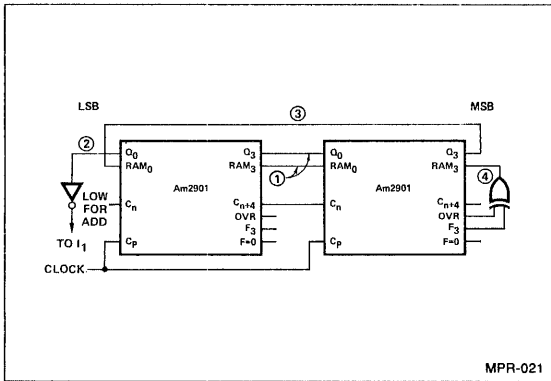 LSB
③
MSB
②
Q0
RAM0
Am2901
Cn
CP
Q3
RAM3
Cn+4
OVR
F3
F=0
①
Q0
RAM0
Am2901
Cn
CP
Q3
RAM3
Cn+4
OVR
F3
F=0
④
LOW
FOR
ADD
TO I1
CLOCK
MPR-021